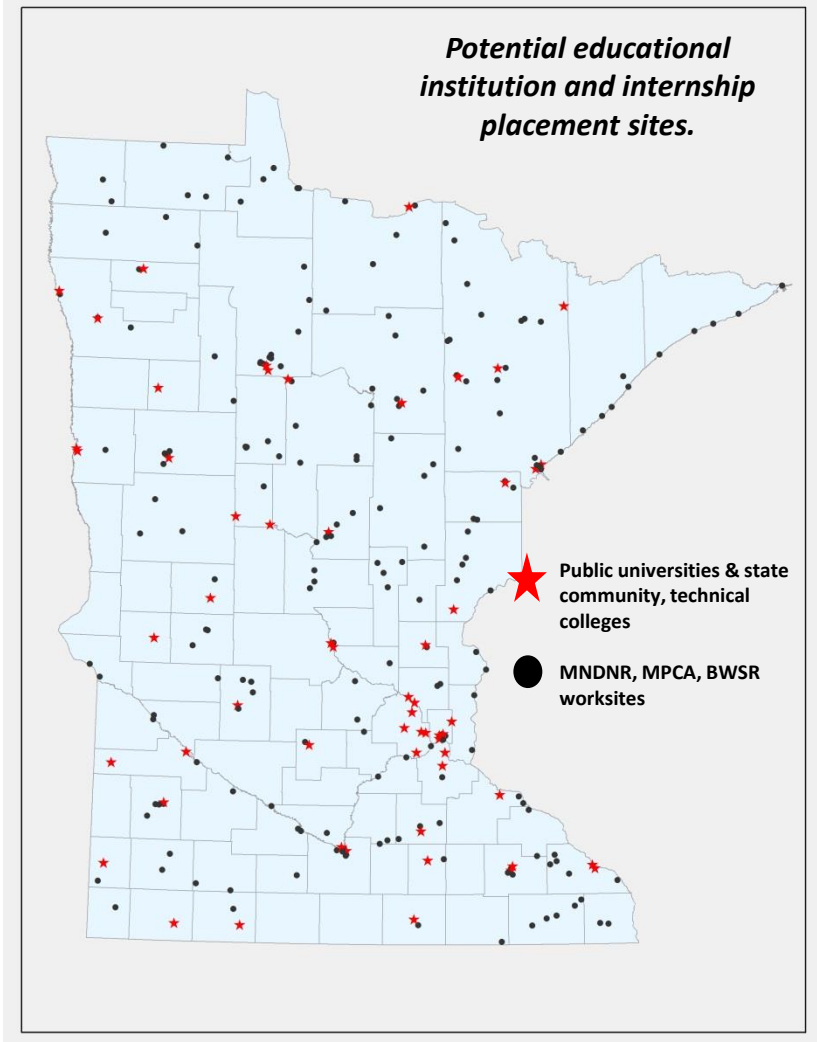 Potential educational
institution and internship
placement sites.
Public universities & state
community, technical
colleges
MNDNR, MPCA, BWSR
worksites